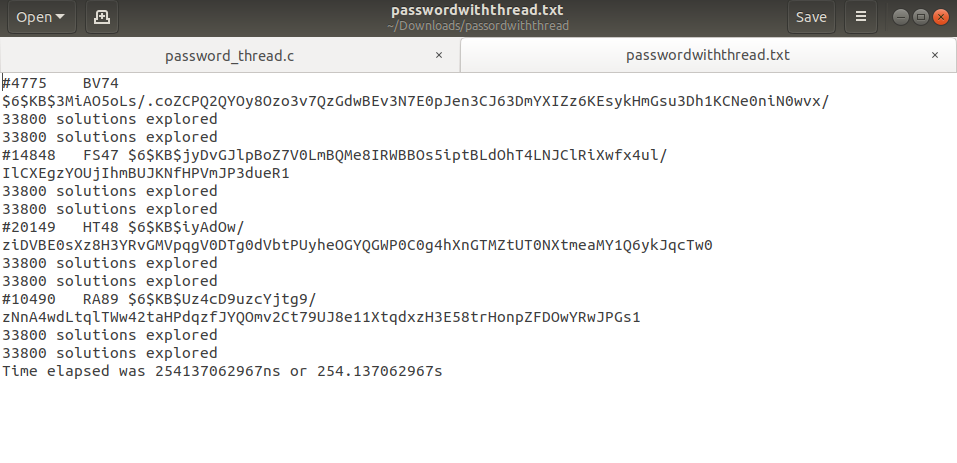 Open
passwordwiththread.txt
~/Downloads/passordwiththread
Save
password_thread.c
passwordwiththread.txt
#4775 BV74
$6$KB$3MiAO5oLs/.coZCPQ2QYOy8Ozo3v7QzGdwBEv3N7E0pJen3CJ63DmYXIZz6KEsykHmGsu3Dh1KCNe0niN0wvx/
33800 solutions explored
33800 solutions explored
#14848 FS47 $6$KB$jyDvGJlpBoZ7V0LmBQMe8IRWBBOs5iptBLdOhT4LNJClRiXwfx4ul/
IlCXEgzYOUjIhmBUJKNfHPVmJP3dueR1
33800 solutions explored
33800 solutions explored
#20149 HT48 $6$KB$iyAdOw/
ziDVBE0sXz8H3YRvGMVpqgV0DTg0dVbtPUyheOGYQGWP0C0g4hXnGTMZtUT0NXtmeaMY1Q6ykJqcTw0
33800 solutions explored
33800 solutions explored
#10490 RA89 $6$KB$Uz4cD9uzcYjtg9/
zNnA4wdLtqlTWw42taHPdqzfJYQOmv2Ct79UJ8e11XtqdxzH3E58trHonpZFDOwYRwJPGs1
33800 solutions explored
33800 solutions explored
Time elapsed was 254137062967ns or 254.137062967s